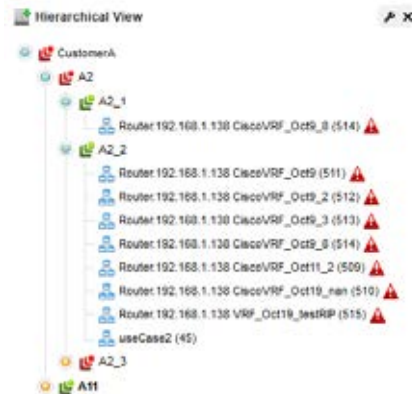 Hierarchical View
CustomerA
A2
A2_1
Router:192.168.1.138 CiscoVRF_Oct9_8 (514)
A2_2
Router:192.168.1.138 CiscoVRF_Oct9 (511)
Router:192.168.1.138 CiscoVRF_Oct9_2 (512)
Router:192.168.1.138 CiscoVRF_Oct9_3 (513)
Router:192.168.1.138 CiscoVRF_Oct9_8 (514)
Router:192.168.1.138 CiscoVRF_Oct11_2 (509)
Router:192.168.1.138 CiscoVRF_Oct19_nan (510)
Router:192.168.1.138 VRF_Oct19_testRIP (515)
useCase2 (45)
A2_3
A11